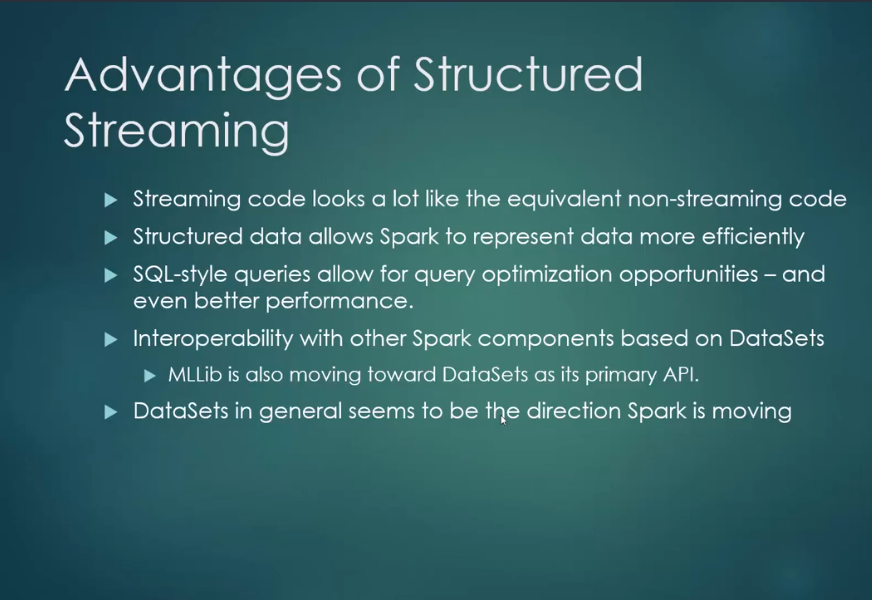 Advantages of Structured
Streaming
Streaming code looks a lot like the equivalent non-streaming code
Structured data allows Spark to represent data more efficiently
SQL-style queries allow for query optimization opportunities – and
even better performance.
Interoperability with other Spark components based on DataSets
MLLib is also moving toward DataSets as its primary API.
DataSets in general seems to be the direction Spark is moving